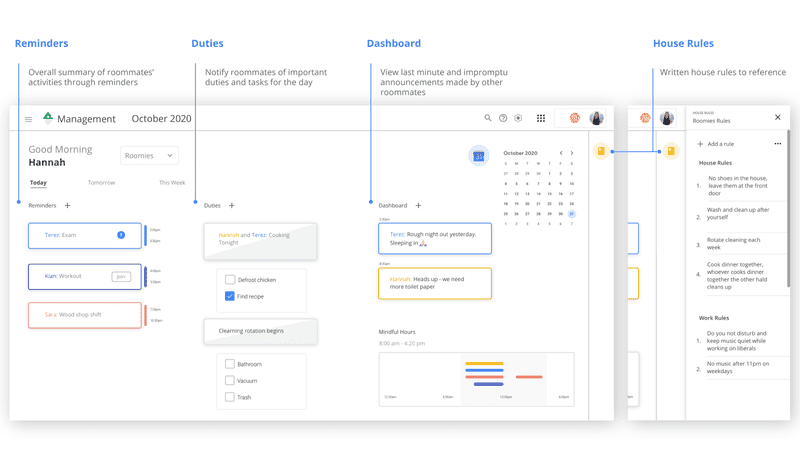 Reminders
Duties
Dashboard
House Rules
Overall summary of roommates'
activities through reminders
Notify roommates of important
duties and tasks for the day
View last minute and impromptu
announcements made by other
roommates
Written house rules to reference
Management
October 2020
Good Morning
Hannah
Roomies
Today
Tomorrow
This Week
Reminders +
Terez: Exam
Kian: Workout
Join
Sara: Wood shop shift
Duties +
Hannah and Terez: Cooking
Tonight
Defrost chicken
Find recipe
Clearning rotation begins
Bathroom
Vacuum
Trash
31
Dashboard +
Terez: Rough night out yesterday.
Sleeping in
8:45am
Hannah: Heads up - we need
more toilet paper
Mindful Hours
8:00 am - 4:20 pm
October 2020
S M T W T F S
27 28 29 30 1 2 3
4 5 6 7 8 9 10
11 12 13 14 15 16 17
18 19 20 21 22 23 24
25 26 27 28 29 30 31
1 2 3 4 5 6 7
HOUSE RULES
Roomies Rules
+ Add a rule
House Rules
1. No shoes in the house,
leave them at the front
door
2. Wash and clean up after
yourself
3. Rotate cleaning each
week
4. Cook dinner together,
whoever cooks dinner
together the other hald
cleans up
Work Rules
1. Do you not disturb and
keep music quiet while
working on liberals
2. No music after 11pm on
weekdays